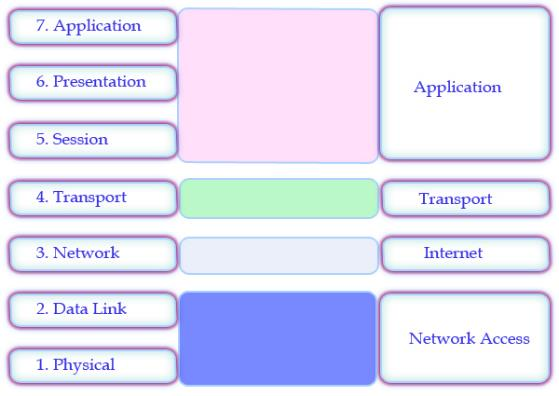 7. Application
6. Presentation
5. Session
4. Transport
3. Network
2. Data Link
1. Physical
Application
Transport
Internet
Network Access